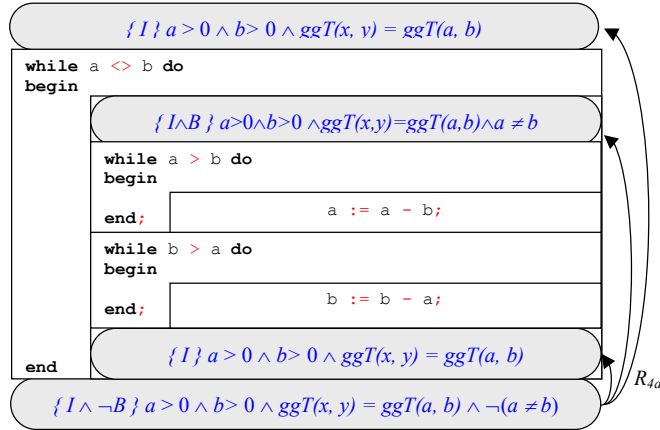 { I } a > 0 ∧ b> 0 ∧ ggT(x, y) = ggT(a, b)
while a <> b do
begin
{ I∧B } a>0∧b>0 ∧ggT(x,y)=ggT(a,b)∧a ≠ b
while a > b do
begin
a := a - b;
end;
while b > a do
begin
b := b - a;
end;
{ I } a > 0 ∧ b> 0 ∧ ggT(x, y) = ggT(a, b)
end
R4a
{ I ∧ ¬B } a > 0 ∧ b> 0 ∧ ggT(x, y) = ggT(a, b) ∧ ¬(a ≠ b)